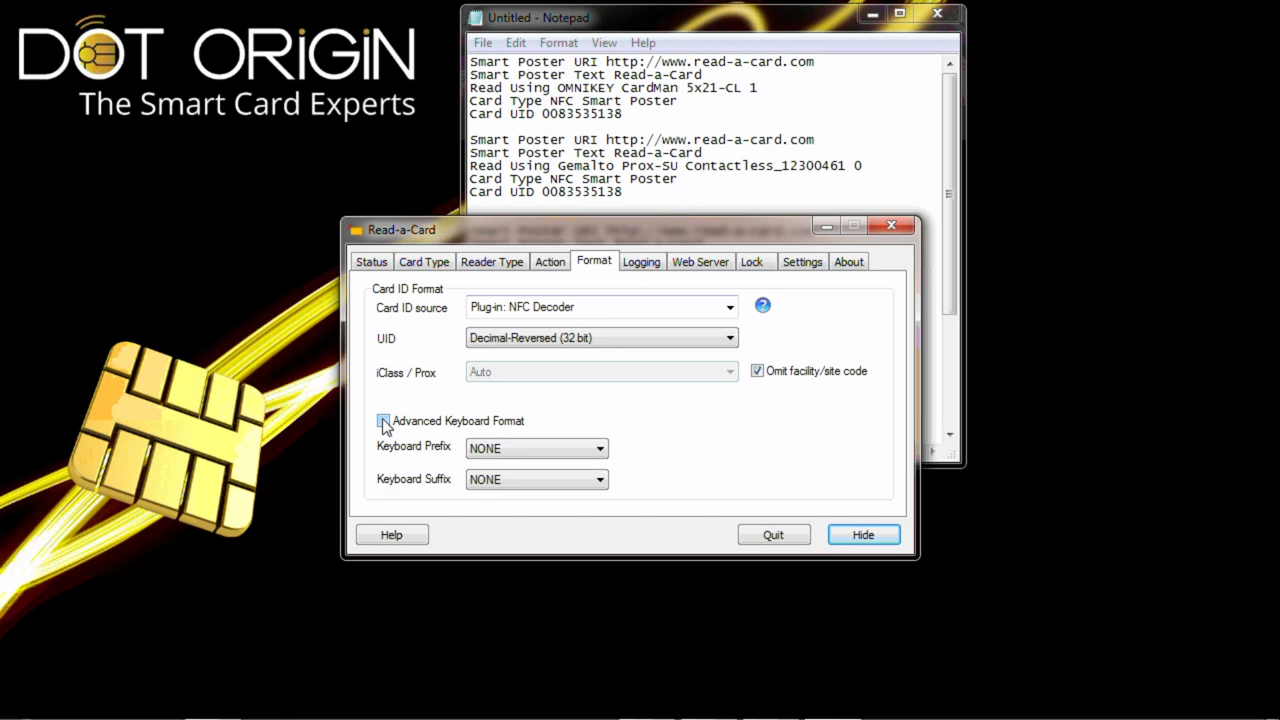 DOT ORiGiN
The Smart Card Experts
Untitled - Notepad
File Edit Format View Help
Smart Poster URI http://www.read-a-card.com
Smart Poster Text Read-a-Card
Read Using OMNIKEY CardMan 5x21-CL 1
Card Type NFC Smart Poster
Card UID 0083535138
Smart Poster URI http://www.read-a-card.com
Smart Poster Text Read-a-Card
Read Using Gemalto Prox-SU Contactless_12300461 0
Card Type NFC Smart Poster
Card UID 0083535138
Read-a-Card
Status Card Type Reader Type Action Format Logging Web Server Lock Settings About
Card ID Format
Card ID source Plug-in: NFC Decoder ?
UID Decimal-Reversed (32 bit)
iClass / Prox Auto Omit facility/site code
Advanced Keyboard Format
Keyboard Prefix NONE
Keyboard Suffix NONE
Help Quit Hide